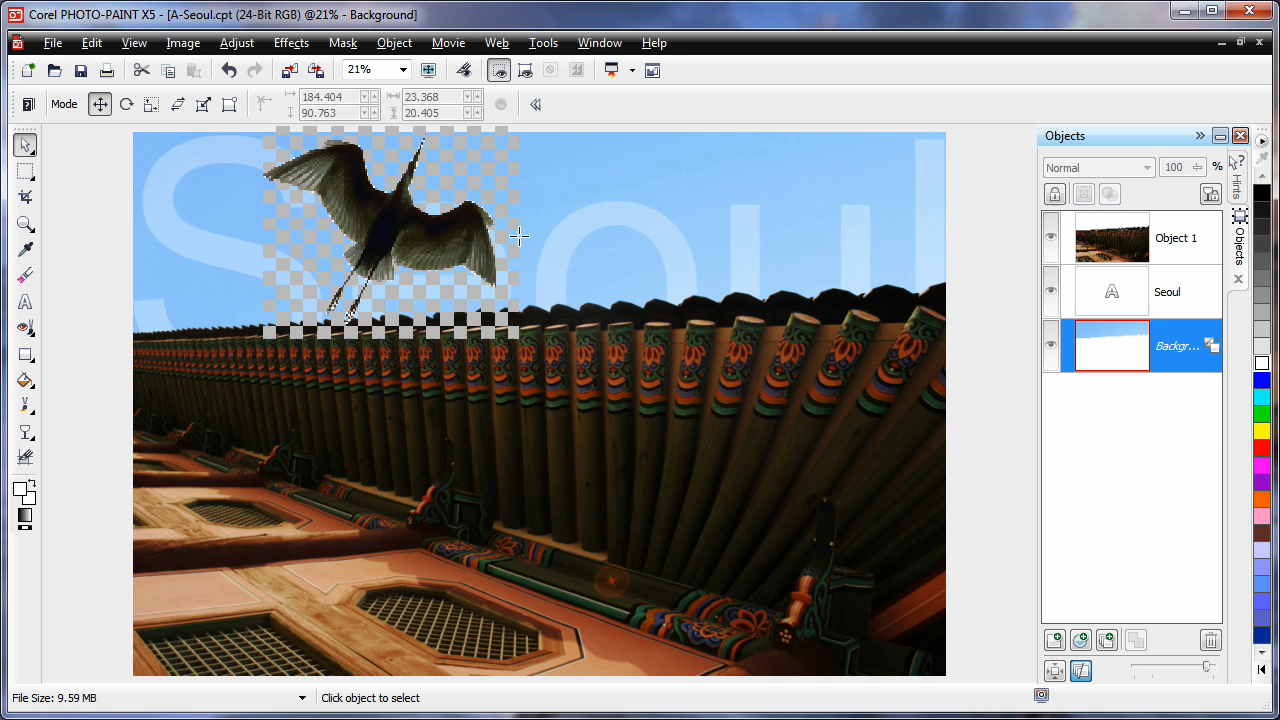 Corel PHOTO-PAINT X5 - [A-Seoul.cpt (24-Bit RGB) @21% - Background]
File Edit View Image Adjust Effects Mask Object Movie Web Tools Window Help
21%
Mode
184.404 23.368
90.763 20.405
Seoul
Objects
Normal 100 %
Hints
Objects
Object 1
A
Seoul
Backgr...
File Size: 9.59 MB
Click object to select